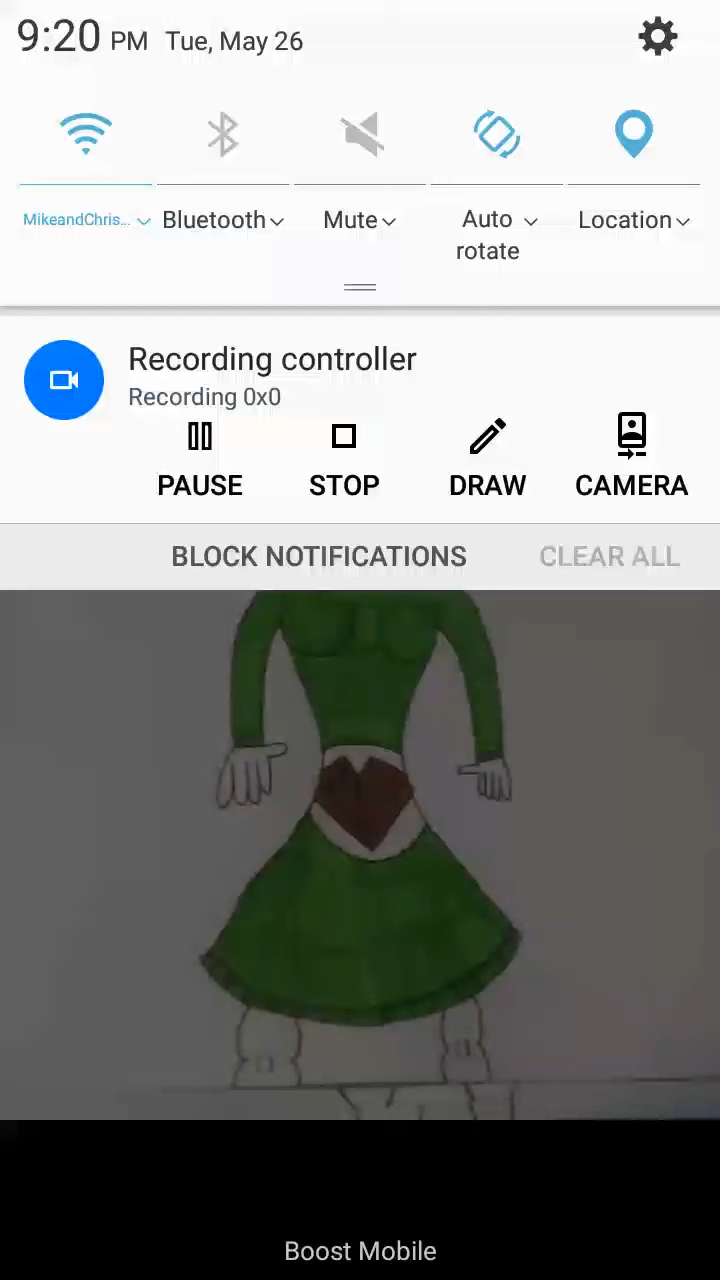 9:20 PM Tue, May 26
MikeandChris... Bluetooth Mute Auto rotate Location
Recording controller
Recording 0x0
PAUSE STOP DRAW CAMERA
BLOCK NOTIFICATIONS CLEAR ALL
Boost Mobile